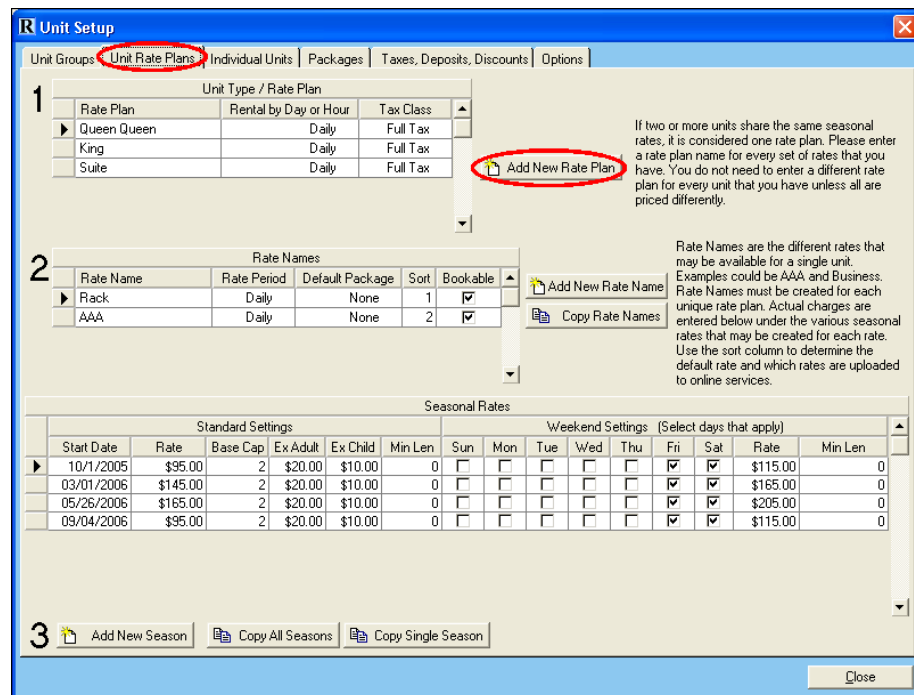 R Unit Setup
Unit Groups Unit Rate Plans Individual Units Packages Taxes, Deposits, Discounts Options
1
Unit Type / Rate Plan
Rate Plan Rental by Day or Hour Tax Class
Queen Queen Daily Full Tax
King Daily Full Tax
Suite Daily Full Tax
Add New Rate Plan
If two or more units share the same seasonal
rates, it is considered one rate plan. Please enter
a rate plan name for every set of rates that you
have. You do not need to enter a different rate
plan for every unit that you have unless all are
priced differently.
2
Rate Names
Rate Name Rate Period Default Package Sort Bookable
Rack Daily None 1
AAA Daily None 2
Add New Rate Name
Copy Rate Names
Rate Names are the different rates that
may be available for a single unit.
Examples could be AAA and Business.
Rate Names must be created for each
unique rate plan. Actual charges are
entered below under the various seasonal
rates that may be created for each rate.
Use the sort column to determine the
default rate and which rates are uploaded
to online services.
Seasonal Rates
Standard Settings Weekend Settings (Select days that apply)
Start Date Rate Base Cap Ex Adult Ex Child Min Len Sun Mon Tue Wed Thu Fri Sat Rate Min Len
10/1/2005 $95.00 2 $20.00 $10.00 0 $115.00 0
03/01/2006 $145.00 2 $20.00 $10.00 0 $165.00 0
05/26/2006 $165.00 2 $20.00 $10.00 0 $205.00 0
09/04/2006 $95.00 2 $20.00 $10.00 0 $115.00 0
3 Add New Season Copy All Seasons Copy Single Season
Close